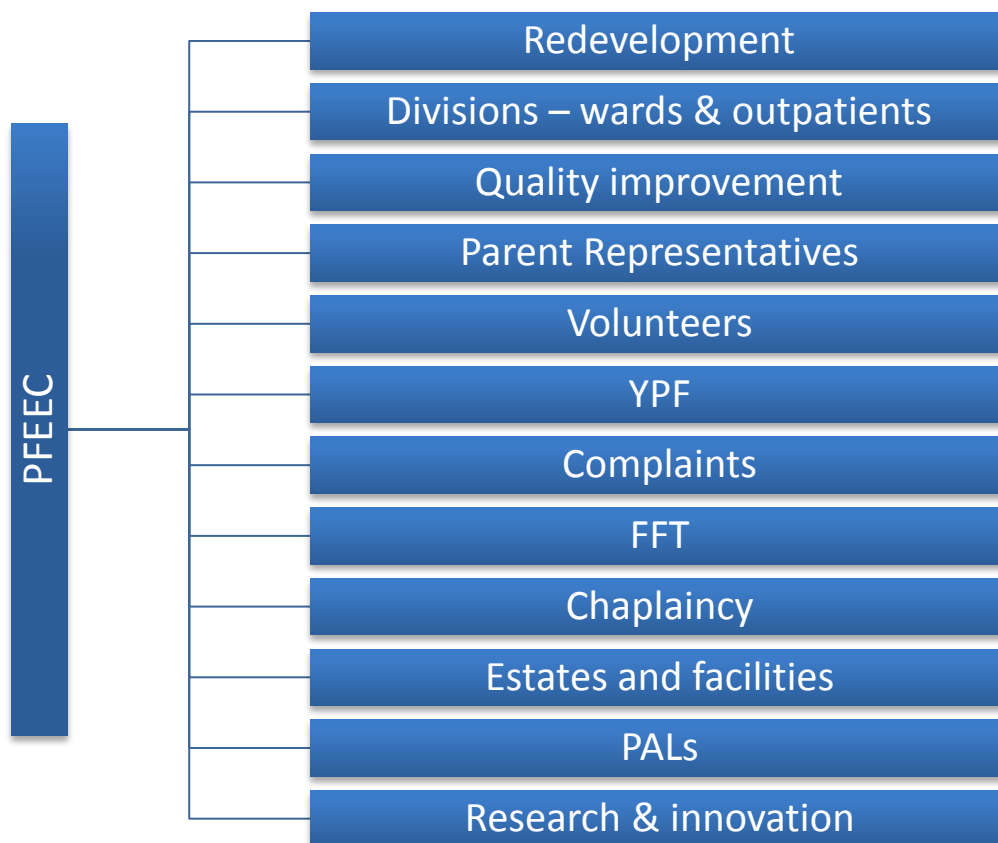 PFEEC
Redevelopment
Divisions – wards & outpatients
Quality improvement
Parent Representatives
Volunteers
YPF
Complaints
FFT
Chaplaincy
Estates and facilities
PALs
Research & innovation